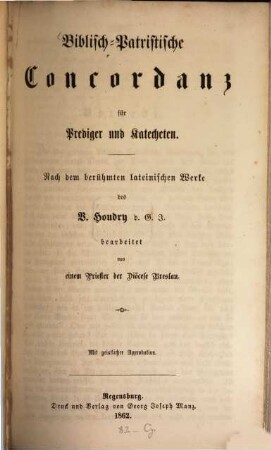 Biblisch-Patristische
Concordanz
für
Prediger und Katecheten.
Nach dem berühmten lateinischen Werke
des
V. Houdry d. G. J.
bearbeitet
von
einem Priester der Diöcese Breslau.
Mit geistlicher Approbation.
Regensburg.
Druck und Verlag von Georg Joseph Manz.
1862.